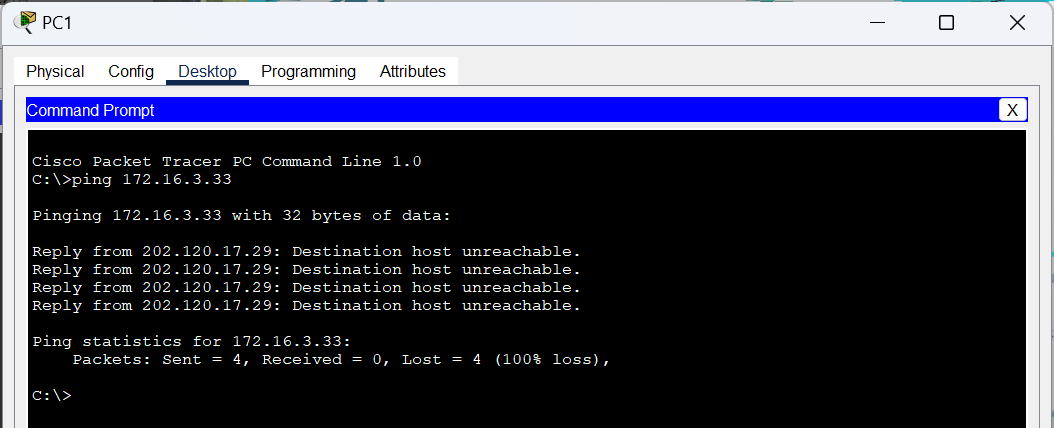 PC1
Physical Config Desktop Programming Attributes
Command Prompt X
Cisco Packet Tracer PC Command Line 1.0
C:\>ping 172.16.3.33
Pinging 172.16.3.33 with 32 bytes of data:
Reply from 202.120.17.29: Destination host unreachable.
Reply from 202.120.17.29: Destination host unreachable.
Reply from 202.120.17.29: Destination host unreachable.
Reply from 202.120.17.29: Destination host unreachable.
Ping statistics for 172.16.3.33:
    Packets: Sent = 4, Received = 0, Lost = 4 (100% loss),
C:\>